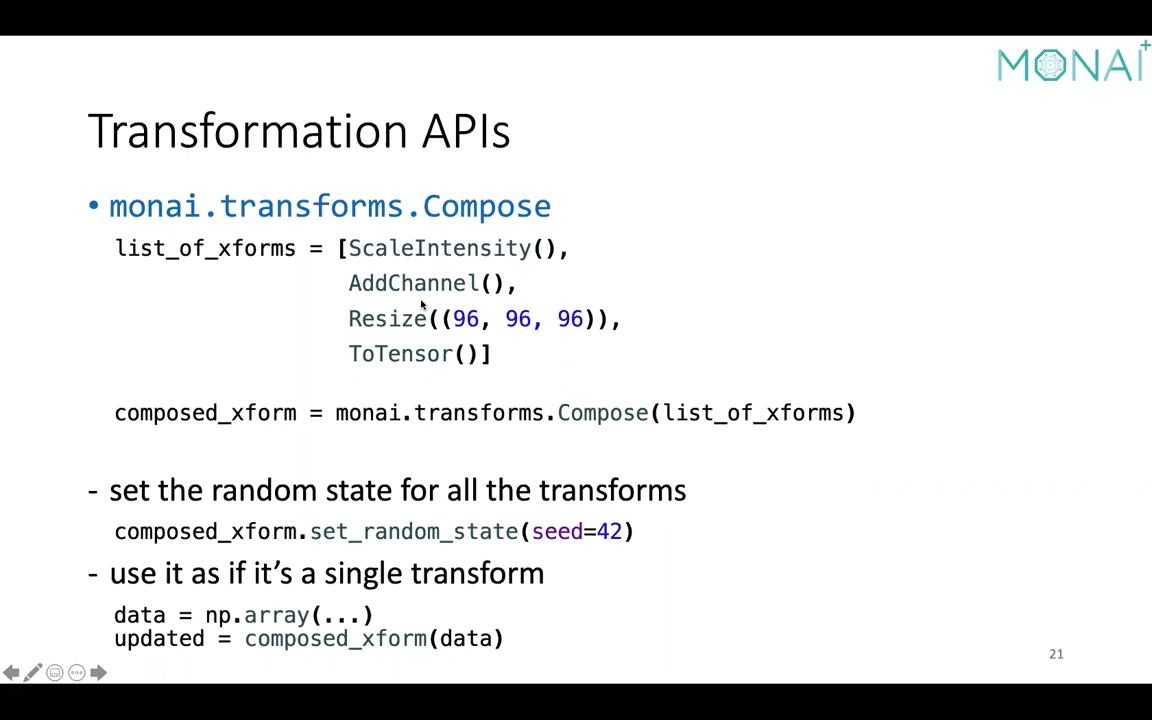 MONAI
Transformation APIs
• monai.transforms.Compose
list_of_xforms = [ScaleIntensity(),
AddChannel(),
Resize((96, 96, 96)),
ToTensor()]
composed_xform = monai.transforms.Compose(list_of_xforms)
- set the random state for all the transforms
composed_xform.set_random_state(seed=42)
- use it as if it’s a single transform
data = np.array(...)
updated = composed_xform(data)
21